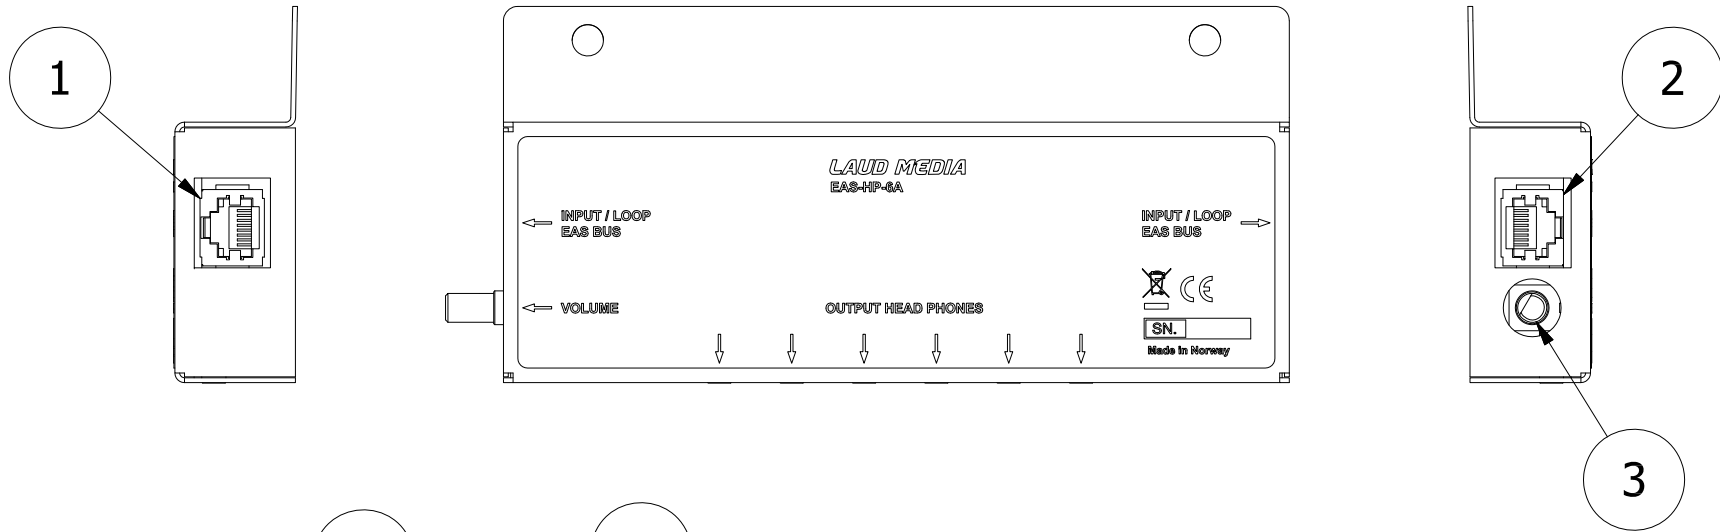 1
2
LAUD MEDIA
EAS-HP-6A
INPUT / LOOP
EAS BUS
INPUT / LOOP
EAS BUS
CE
VOLUME
OUTPUT HEAD PHONES
SN.
Made in Norway
3